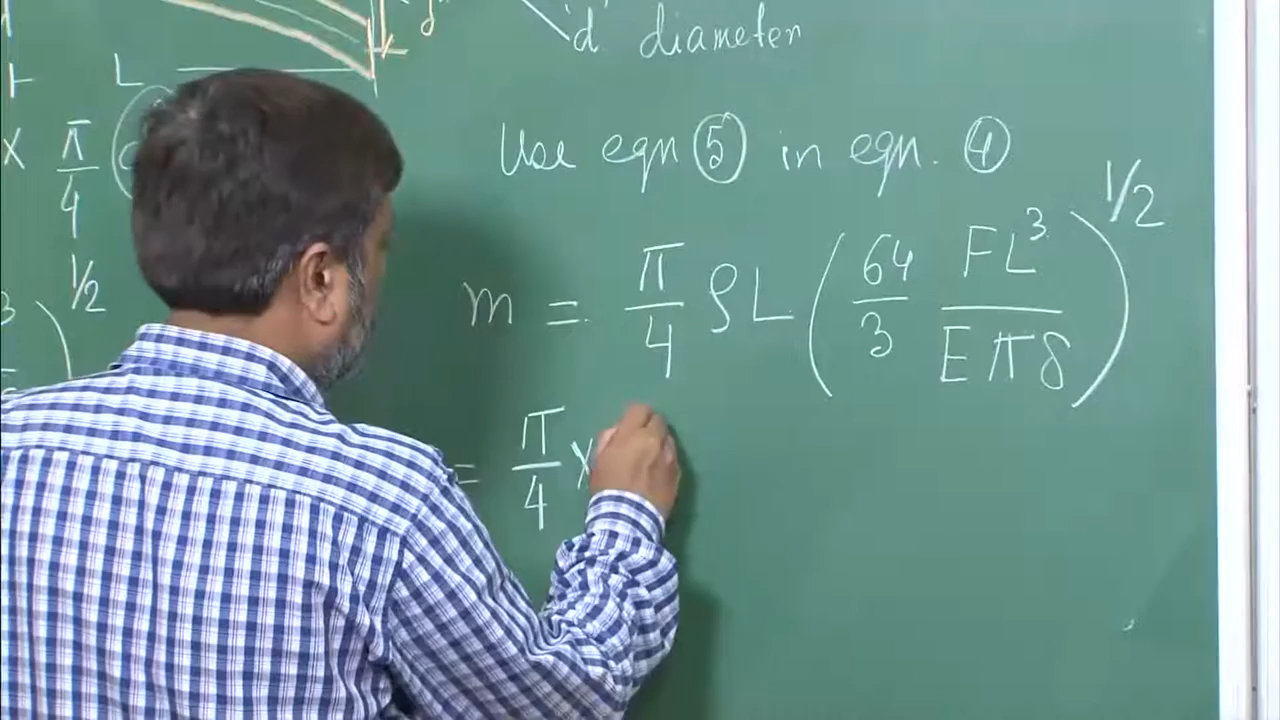 'd' diameter
L
Use eqn ⑤ in eqn. ④
X π/4
1/2
m = π/4 ρL (64/3 FL³/Eπδ)^1/2
= π/4 X